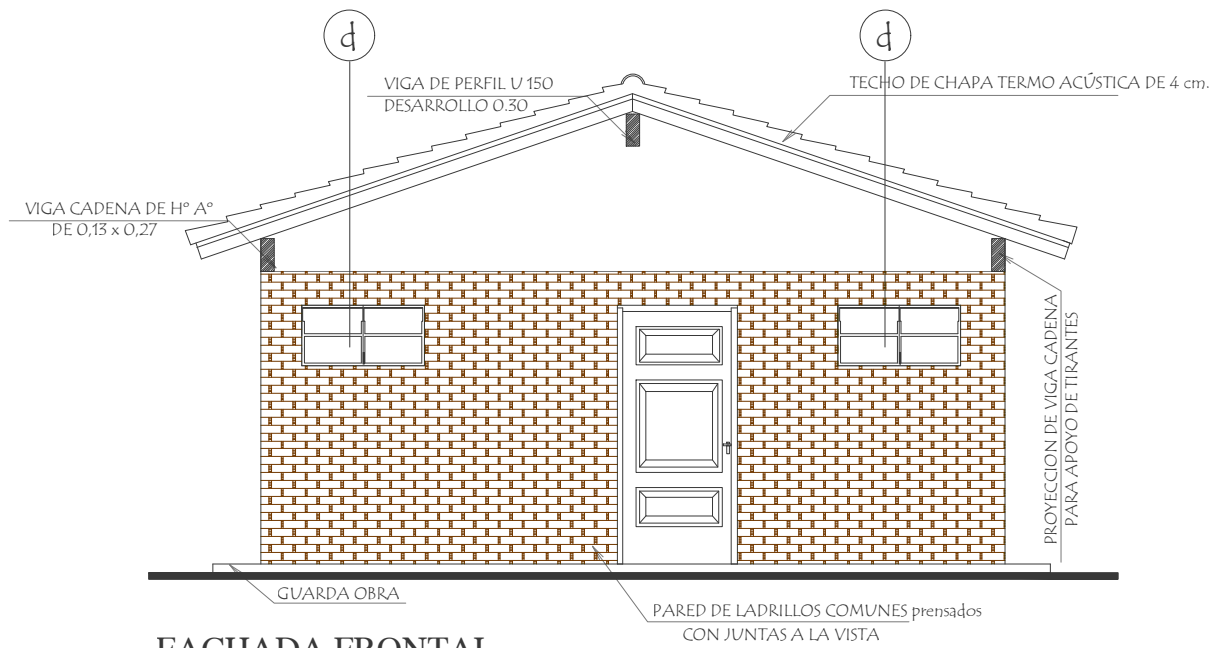 d
d
VIGA DE PERFIL U 150
DESARROLLO 0.30
TECHO DE CHAPA TERMO ACÚSTICA DE 4 cm.
VIGA CADENA DE Hº Aº
DE 0,13 x 0,27
PROYECCION DE VIGA CADENA
PARA APOYO DE TIRANTES
GUARDA OBRA
PARED DE LADRILLOS COMUNES prensados
CON JUNTAS A LA VISTA
FACHADA FRONTAL